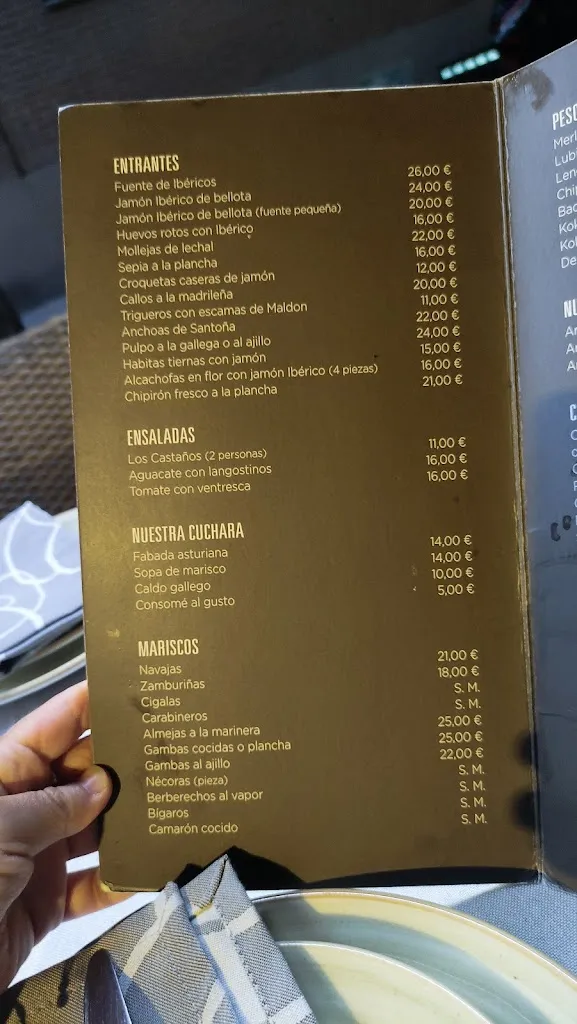 ENTRANTES
Fuente de Ibéricos 26,00 €
Jamón Ibérico de bellota 24,00 €
Jamón Ibérico de bellota (fuente pequeña) 20,00 €
Huevos rotos con Ibérico 16,00 €
Mollejas de lechal 22,00 €
Sepia a la plancha 16,00 €
Croquetas caseras de jamón 12,00 €
Callos a la madrileña 20,00 €
Trigueros con escamas de Maldon 11,00 €
Anchoas de Santoña 22,00 €
Pulpo a la gallega o al ajillo 24,00 €
Habitas tiernas con jamón 15,00 €
Alcachofas en flor con jamón Ibérico (4 piezas) 16,00 €
Chipirón fresco a la plancha 21,00 €
ENSALADAS
Los Castaños (2 personas) 11,00 €
Aguacate con langostinos 16,00 €
Tomate con ventresca 16,00 €
NUESTRA CUCHARA
Fabada asturiana 14,00 €
Sopa de marisco 14,00 €
Caldo gallego 10,00 €
Consomé al gusto 5,00 €
MARISCOS
Navajas 21,00 €
Zamburiñas 18,00 €
Cigalas S. M.
Carabineros S. M.
Almejas a la marinera 25,00 €
Gambas cocidas o plancha 25,00 €
Gambas al ajillo 22,00 €
Nécoras (pieza) S. M.
Berberechos al vapor S. M.
Bígaros S. M.
Camarón cocido S. M.